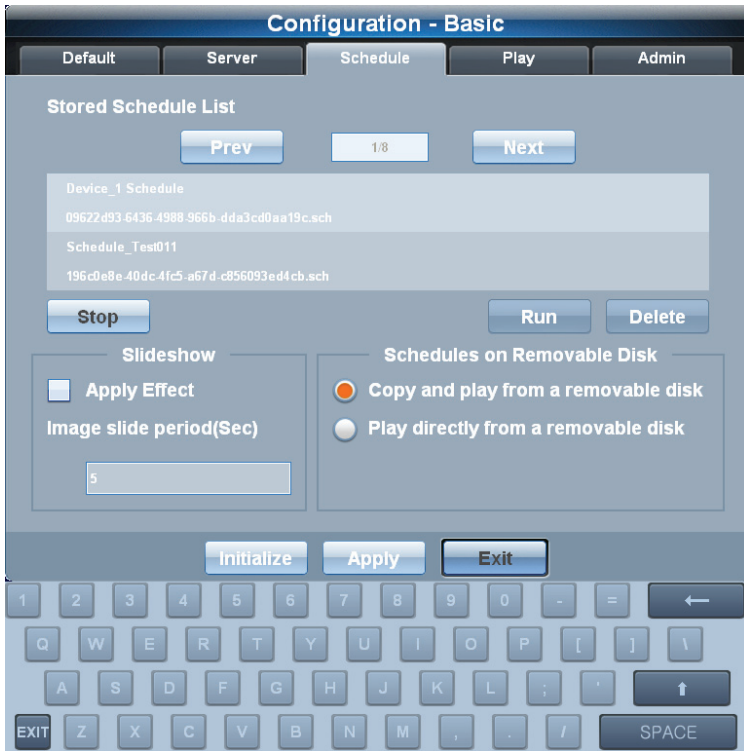 Configuration - Basic
Default Server Schedule Play Admin
Stored Schedule List
Prev 1/8 Next
Device_1 Schedule
09622d93-6436-4988-966b-dda3cd0aa19c.sch
Schedule_Test011
196c0e8e-40dc-4fc5-a67d-c856093ed4cb.sch
Stop Run Delete
Slideshow Schedules on Removable Disk
Apply Effect Copy and play from a removable disk
Image slide period(Sec) Play directly from a removable disk
5
Initialize Apply Exit
1 2 3 4 5 6 7 8 9 0 - = ←
Q W E R T Y U I O P [ ] \
A S D F G H J K L ; ' ↑
EXIT Z X C V B N M , . / SPACE